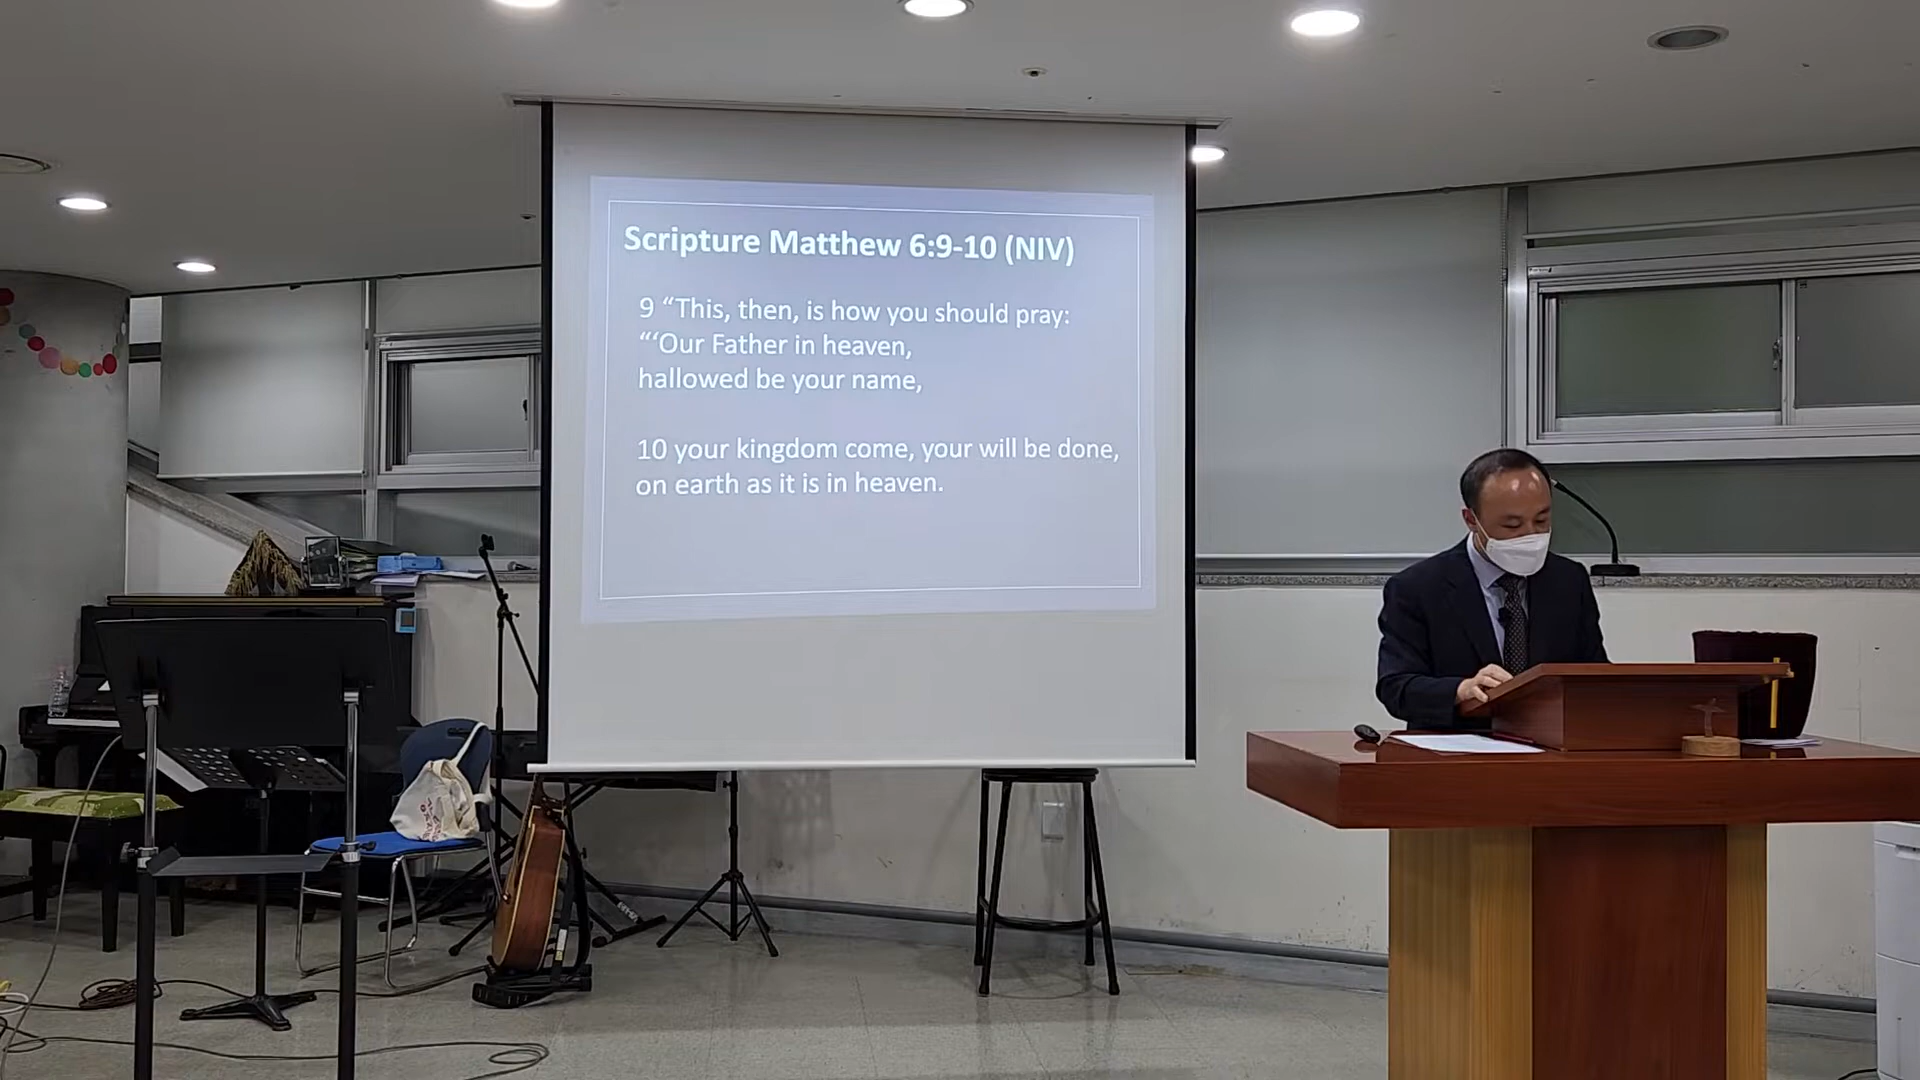 Scripture Matthew 6:9-10 (NIV)
9 “This, then, is how you should pray:
“‘Our Father in heaven,
hallowed be your name,
10 your kingdom come, your will be done,
on earth as it is in heaven.